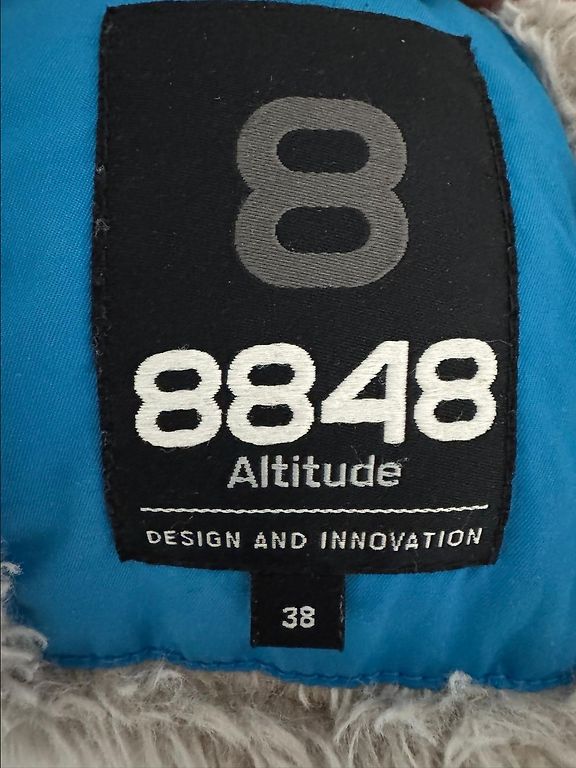 8
8848
Altitude
DESIGN AND INNOVATION
38